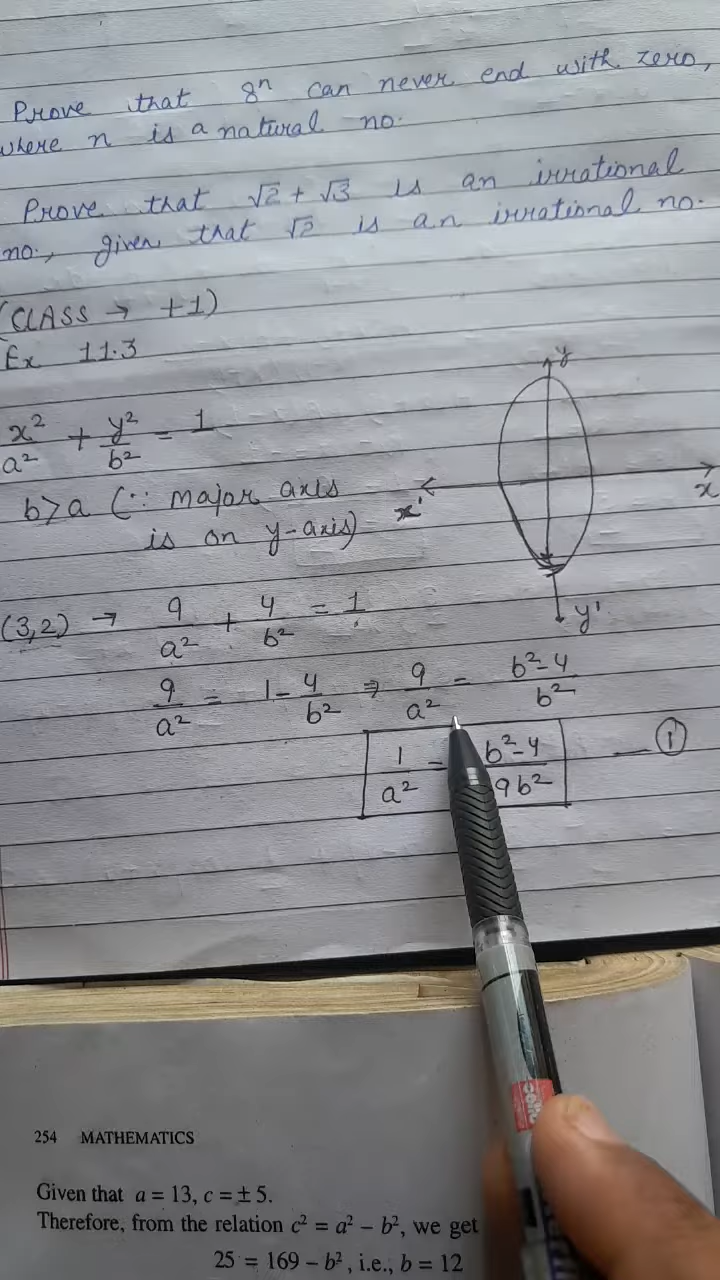 Prove that 8ⁿ can never end with zero,
where n is a natural no.
Prove that √2 + √3 is an irrational
no., given that √2 is an irrational no.
(CLASS → +1)
Ex 11.3
y
x²/a² + y²/b² = 1
b>a (∵ major axis
is on y-axis)
x' x
y'
(3,2) → 9/a² + 4/b² = 1
9/a² = 1 - 4/b² ⇒ 9/a² = b²-4/b²
1/a² = b²-4/9b² — ①
254 MATHEMATICS
Given that a = 13, c = ± 5.
Therefore, from the relation c² = a² – b², we get
25 = 169 – b², i.e., b = 12